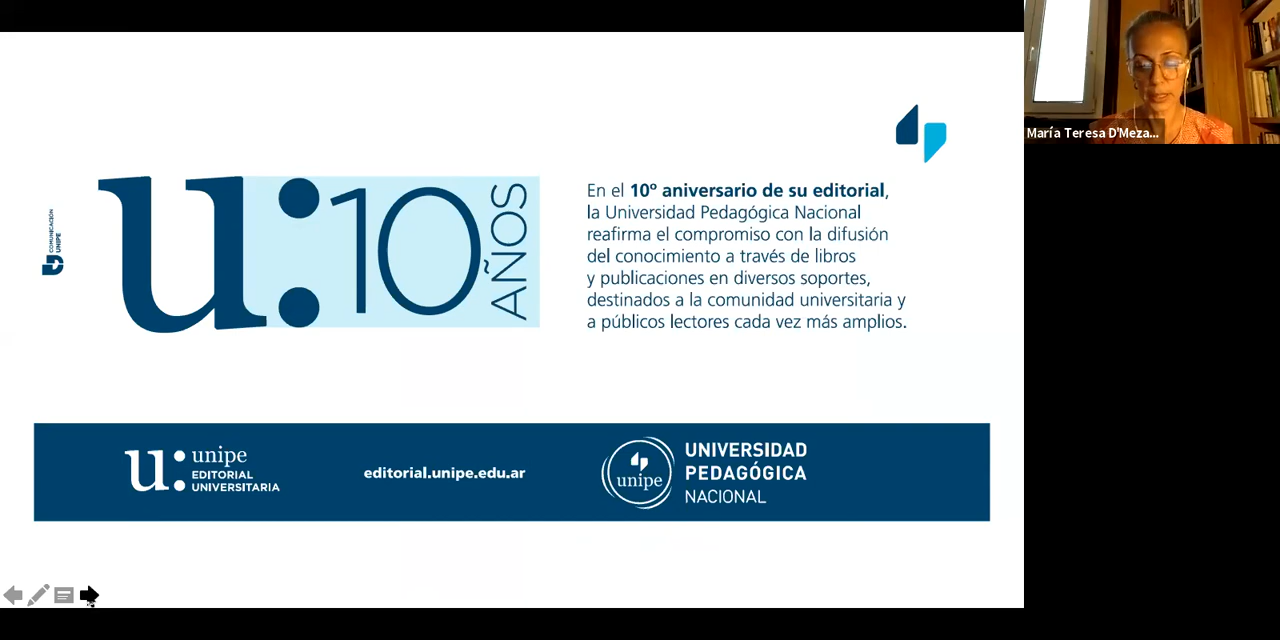 COMUNICACIÓN
UNIPE
u:10
AÑOS
En el 10º aniversario de su editorial,
la Universidad Pedagógica Nacional
reafirma el compromiso con la difusión
del conocimiento a través de libros
y publicaciones en diversos soportes,
destinados a la comunidad universitaria y
a públicos lectores cada vez más amplios.
u: unipe
EDITORIAL
UNIVERSITARIA
editorial.unipe.edu.ar
unipe
UNIVERSIDAD
PEDAGÓGICA
NACIONAL
María Teresa D'Meza...